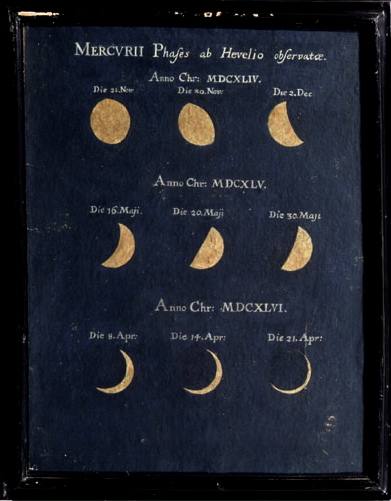 MERCVRII Phaſes ab Hevelio obſervatæ.
Anno Chr: MDCXLIV.
Die 21. Nov Die 20. Nov Die 2. Dec
Anno Chr: MDCXLV.
Die 16. Maji. Die 20. Maji Die 30. Maji
Anno Chr: MDCXLVI.
Die 8. Apr: Die 14. Apr: Die 21. Apr: